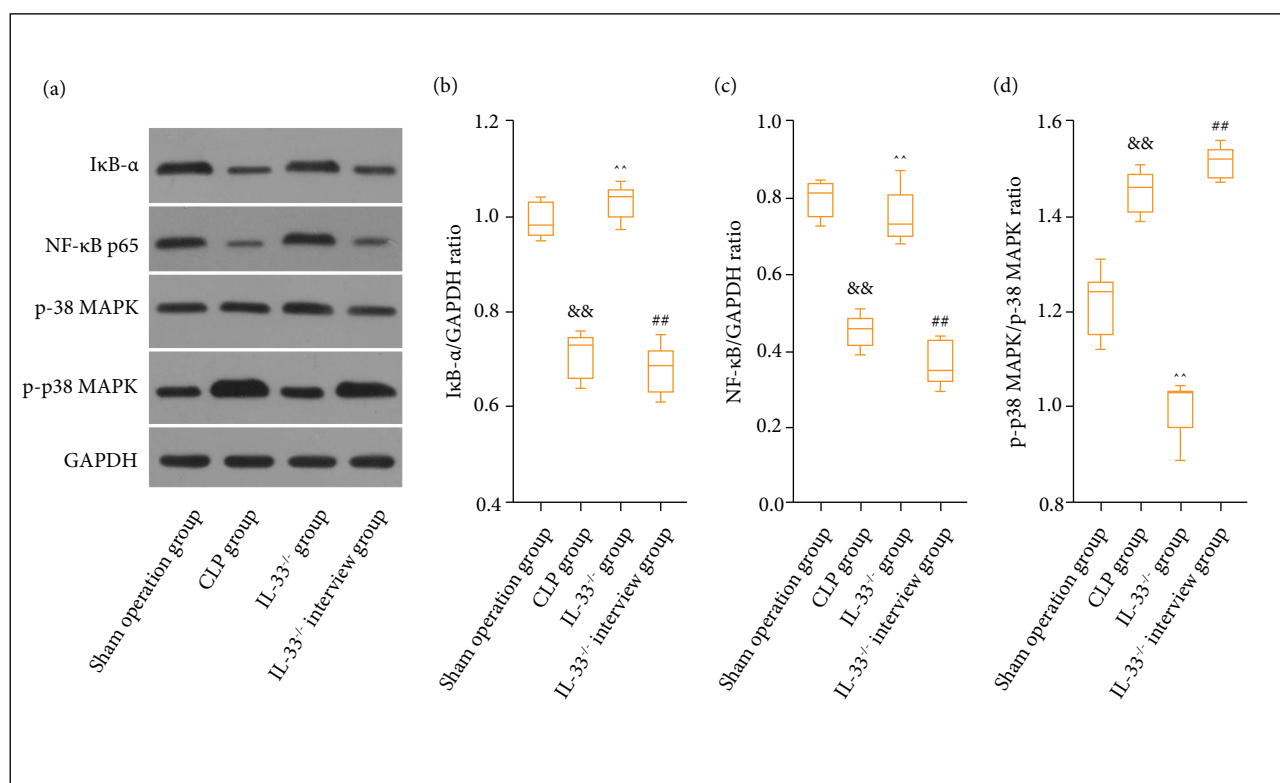 (a)
IκB-α
NF-κB p65
p-38 MAPK
p-p38 MAPK
GAPDH
Sham operation group
CLP group
IL-33-/- group
IL-33-/- interview group
(b)
IκB-α/GAPDH ratio
1.2
1.0
0.8
0.6
0.4
&&
^^
##
Sham operation group
CLP group
IL-33-/- group
IL-33-/- interview group
(c)
NF-κB/GAPDH ratio
1.0
0.8
0.6
0.4
0.2
0.0
&&
^^
##
Sham operation group
CLP group
IL-33-/- group
IL-33-/- interview group
(d)
p-p38 MAPK/p-38 MAPK ratio
1.6
1.4
1.2
1.0
0.8
&&
^^
##
Sham operation group
CLP group
IL-33-/- group
IL-33-/- interview group